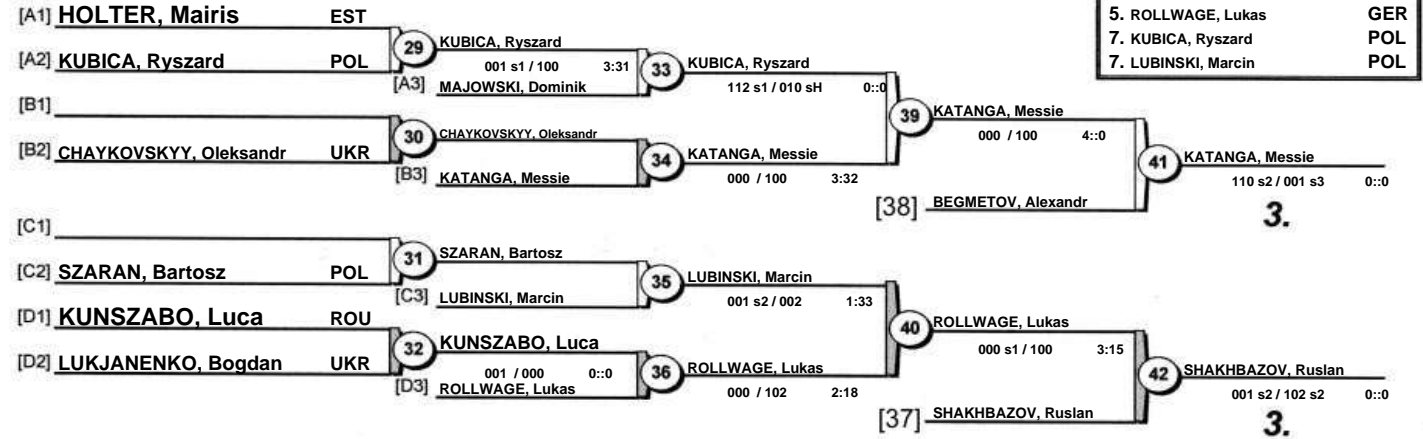 [A1] HOLTER, Mairis EST
[A2] KUBICA, Ryszard POL
29 KUBICA, Ryszard
001 s1 / 100 3:31
[A3] MAJOWSKI, Dominik
33 KUBICA, Ryszard
112 s1 / 010 sH 0::0
[B1]
[B2] CHAYKOVSKYY, Oleksandr UKR
30 CHAYKOVSKYY, Oleksandr
[B3] KATANGA, Messie
34 KATANGA, Messie
000 / 100 3:32
39 KATANGA, Messie
000 / 100 4::0
[38] BEGMETOV, Alexandr
41 KATANGA, Messie
110 s2 / 001 s3 0::0
3.
[C1]
[C2] SZARAN, Bartosz POL
31 SZARAN, Bartosz
[C3] LUBINSKI, Marcin
35 LUBINSKI, Marcin
001 s2 / 002 1:33
[D1] KUNSZABO, Luca ROU
[D2] LUKJANENKO, Bogdan UKR
32 KUNSZABO, Luca
001 / 000 0::0
[D3] ROLLWAGE, Lukas
36 ROLLWAGE, Lukas
000 / 102 2:18
40 ROLLWAGE, Lukas
000 s1 / 100 3:15
[37] SHAKHBAZOV, Ruslan
42 SHAKHBAZOV, Ruslan
001 s2 / 102 s2 0::0
3.
5. ROLLWAGE, Lukas GER
7. KUBICA, Ryszard POL
7. LUBINSKI, Marcin POL